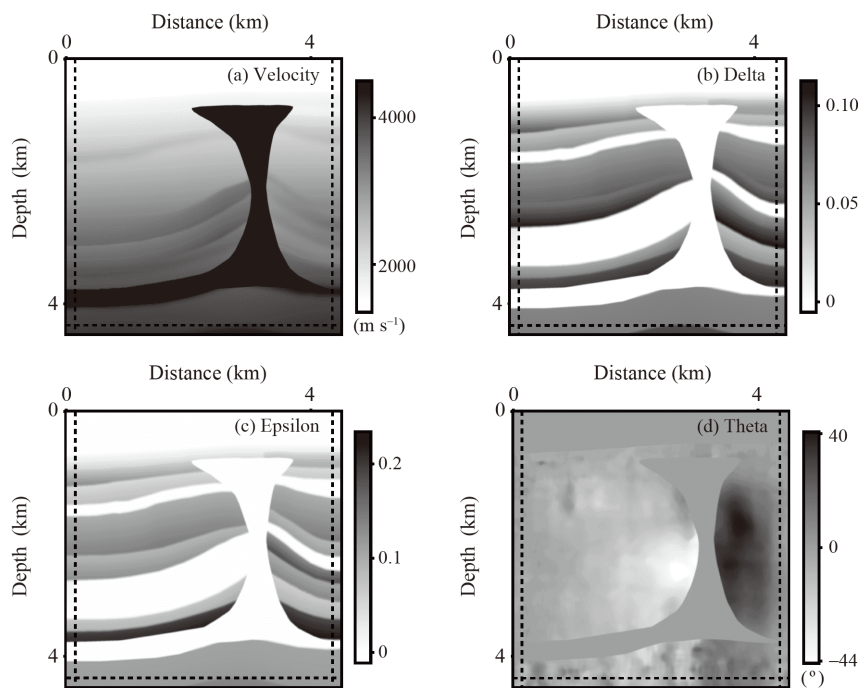 Distance (km)
0 4
0
(a) Velocity
Depth (km)
4
4000
2000
(m s⁻¹)
Distance (km)
0 4
0
(b) Delta
Depth (km)
4
0.10
0.05
0
Distance (km)
0 4
0
(c) Epsilon
Depth (km)
4
0.2
0.1
0
Distance (km)
0 4
0
(d) Theta
Depth (km)
4
40
0
−44
(°)